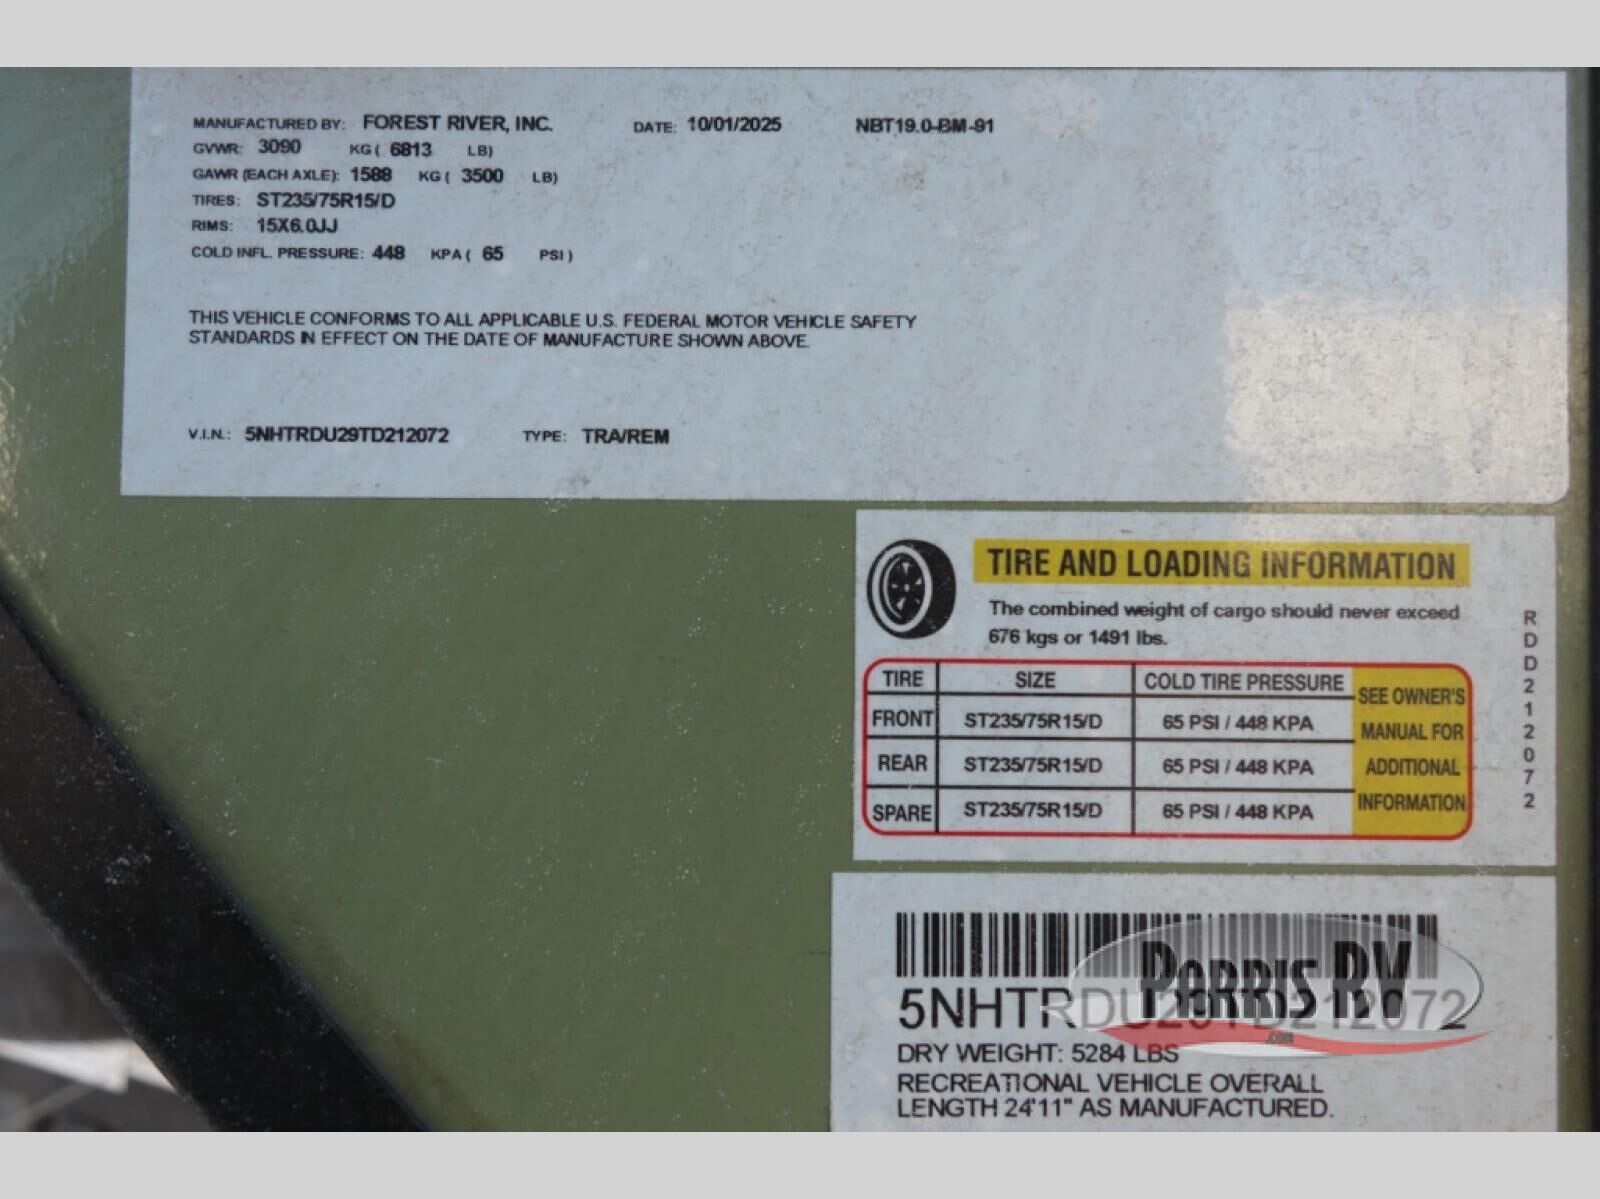 MANUFACTURED BY: FOREST RIVER, INC. DATE: 10/01/2025 NBT19.0-BM-91
GVWR: 3090 KG ( 6813 LB)
GAWR (EACH AXLE): 1588 KG ( 3500 LB)
TIRES: ST235/75R15/D
RIMS: 15X6.0JJ
COLD INFL. PRESSURE: 448 KPA ( 65 PSI )
THIS VEHICLE CONFORMS TO ALL APPLICABLE U.S. FEDERAL MOTOR VEHICLE SAFETY
STANDARDS IN EFFECT ON THE DATE OF MANUFACTURE SHOWN ABOVE.
V.I.N.: 5NHTRDU29TD212072 TYPE: TRA/REM
TIRE AND LOADING INFORMATION
The combined weight of cargo should never exceed
676 kgs or 1491 lbs.
TIRE SIZE COLD TIRE PRESSURE
FRONT ST235/75R15/D 65 PSI / 448 KPA
REAR ST235/75R15/D 65 PSI / 448 KPA
SPARE ST235/75R15/D 65 PSI / 448 KPA
SEE OWNER'S
MANUAL FOR
ADDITIONAL
INFORMATION
RDD212072
PARRIS RV
.COM
5NHTRDU29TD212072
DRY WEIGHT: 5284 LBS
RECREATIONAL VEHICLE OVERALL
LENGTH 24'11" AS MANUFACTURED.